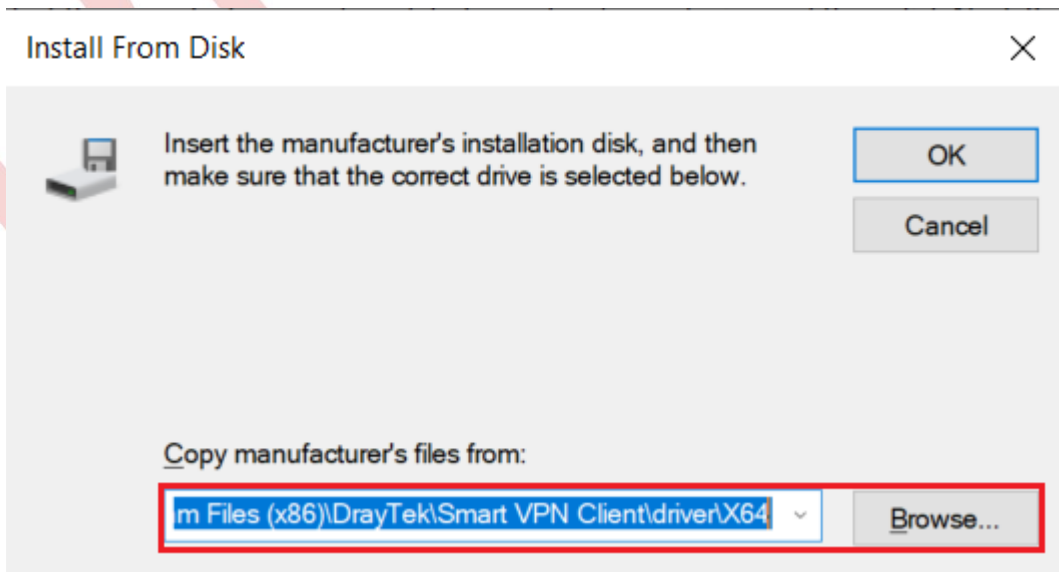 Install From Disk
Insert the manufacturer's installation disk, and then
make sure that the correct drive is selected below.
OK
Cancel
Copy manufacturer's files from:
m Files (x86)\DrayTek\Smart VPN Client\driver\X64
Browse...